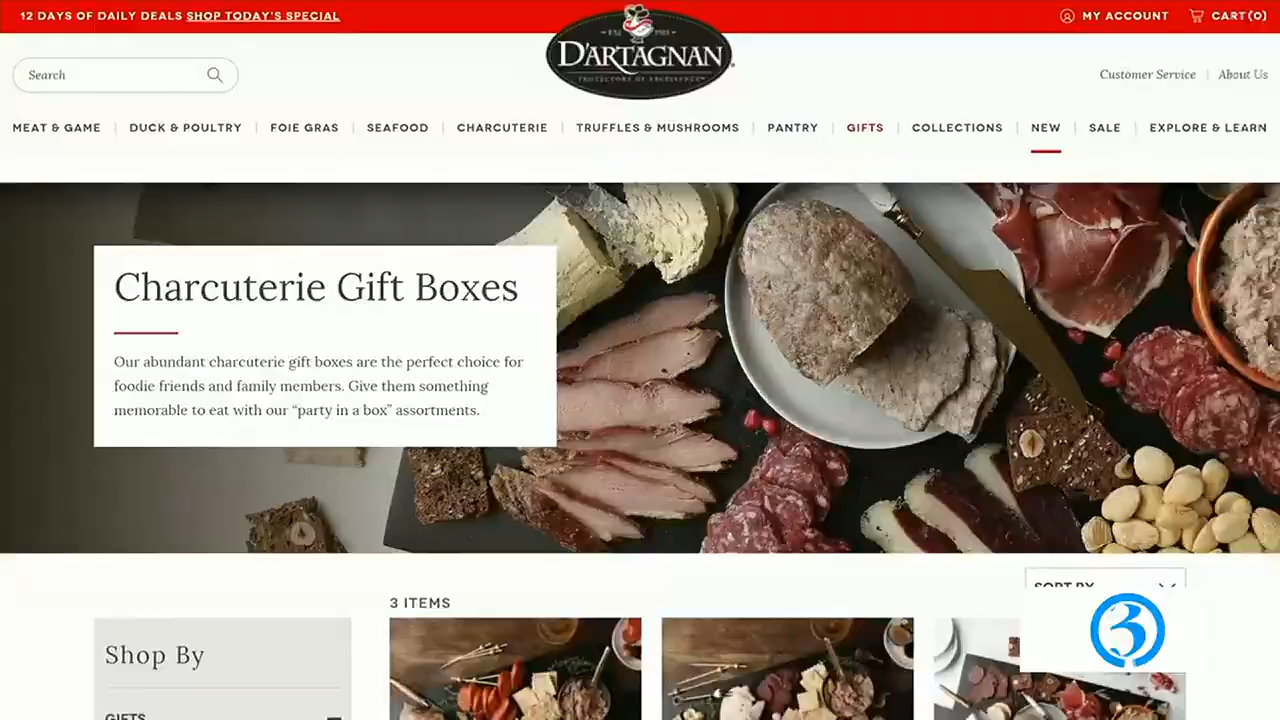 12 DAYS OF DAILY DEALS SHOP TODAY'S SPECIAL
MY ACCOUNT
CART(0)
D'ARTAGNAN
Search
Customer Service | About Us
MEAT & GAME | DUCK & POULTRY | FOIE GRAS | SEAFOOD | CHARCUTERIE | TRUFFLES & MUSHROOMS | PANTRY | GIFTS | COLLECTIONS | NEW | SALE | EXPLORE & LEARN
Charcuterie Gift Boxes
Our abundant charcuterie gift boxes are the perfect choice for
foodie friends and family members. Give them something
memorable to eat with our “party in a box” assortments.
SORT BY
3 ITEMS
Shop By
GIFTS
3